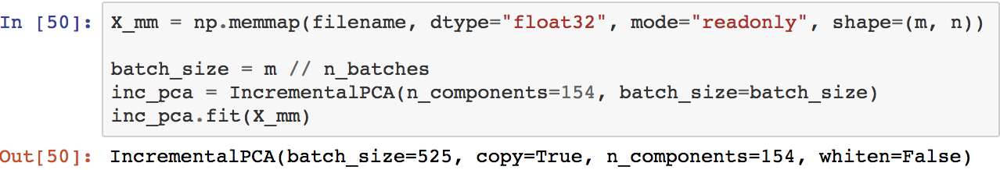 In [50]: X_mm = np.memmap(filename, dtype="float32", mode="readonly", shape=(m, n))
batch_size = m // n_batches
inc_pca = IncrementalPCA(n_components=154, batch_size=batch_size)
inc_pca.fit(X_mm)
Out[50]: IncrementalPCA(batch_size=525, copy=True, n_components=154, whiten=False)